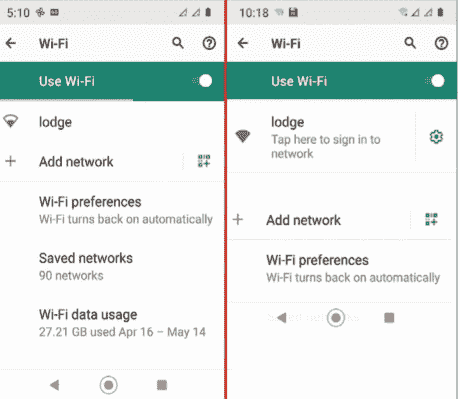 5:10
Wi-Fi
Use Wi-Fi
lodge
Add network
Wi-Fi preferences
Wi-Fi turns back on automatically
Saved networks
90 networks
Wi-Fi data usage
27.21 GB used Apr 16 – May 14
10:18
Wi-Fi
Use Wi-Fi
lodge
Tap here to sign in to
network
Add network
Wi-Fi preferences
Wi-Fi turns back on automatically